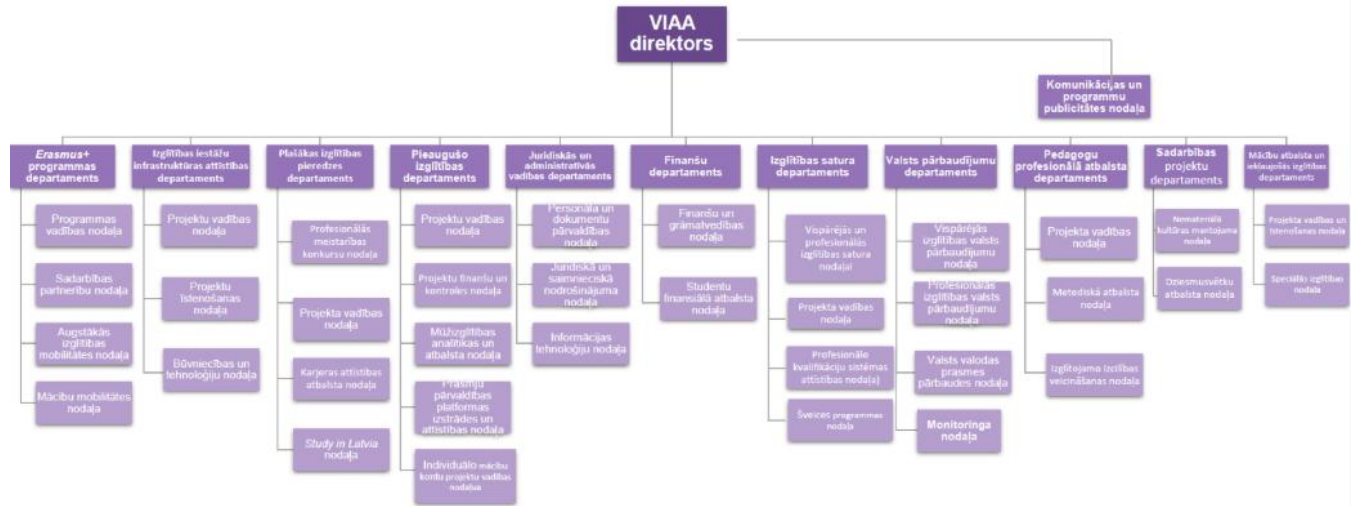 VIAA
direktors
Komunikācijas un
programmu
publicitātes nodaļa
Erasmus+
programmas
departaments
Programmas
vadības nodaļa
Sadarbības
partnerību nodaļa
Augstākās
izglītības
mobilitātes nodaļa
Mācību mobilitātes
nodaļa
Izglītības iestāžu
infrastruktūras attīstības
departaments
Projektu vadības
nodaļa
Projektu
īstenošanas
nodaļa
Būvniecības un
tehnoloģiju nodaļa
Plašākas izglītības
pieredzes
departaments
Profesionālās
meistarības
konkursu nodaļa
Projekta vadības
nodaļa
Karjeras attīstības
atbalsta nodaļa
Study in Latvia
nodaļa
Pieaugušo
izglītības
departaments
Projektu vadības
nodaļa
Projektu finanšu un
kontroles nodaļa
Mūžizglītības
analītikas un
atbalsta nodaļa
Prasmju
pārvaldības
platformas
izstrādes un
attīstības nodaļa
Individuālo mācību
kontu projektu vadības
nodaļva
Juridiskās un
administratīvās
vadības departaments
Personāla un
dokumentu
pārvaldības
nodaļa
Juridiskā un
saimnieciskā
nodrošinājuma
nodaļa
Informācijas
tehnoloģiju nodaļa
Finanšu
departaments
Finanšu un
grāmatvedības
nodaļa
Studentu
finansiālā atbalsta
nodaļa
Izglītības satura
departaments
Vispārējās un
profesionālās
izglītības satura
nodaļal
Projekta vadības
nodaļa
Profesionālo
kvalifikāciju sistēmas
attīstības nodaļa)
Šveices programmas
nodaļa
Valsts pārbaudījumu
departaments
Vispārējās
izglītības valsts
pārbaudījumu
nodaļa
Profesionālās
izglītības valsts
pārbaudījumu
nodaļa
Valsts valodas
prasmes
pārbaudes nodaļa
Monitoringa
nodaļa
Pedagogu
profesionālā atbalsta
departaments
Projekta vadības
nodaļa
Metodiskā atbalsta
nodaļa
Izglītojamo izcilības
veicināšanas nodaļa
Sadarbības
projektu
departaments
Nemateriālā
kultūras mantojuma
nodaļa
Dziesmusvētku
atbalsta nodaļa
Mācību atbalsta un
iekļaujošās izglītības
departaments
Projekta vadības un
īstenošanas nodaļa
Speciālās izglītības
nodaļa